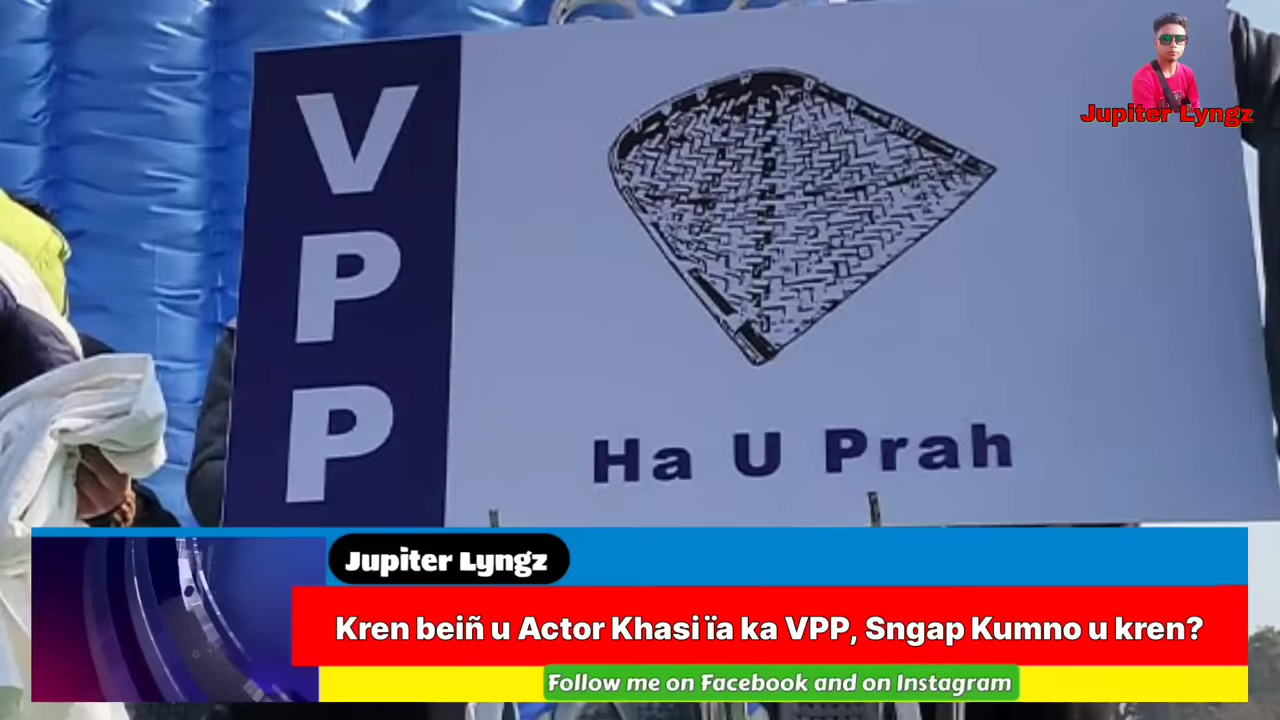 V
P
P
Ha U Prah
Jupiter Lyngz
Jupiter Lyngz
Kren beiñ u Actor Khasi ïa ka VPP, Sngap Kumno u kren?
Follow me on Facebook and on Instagram